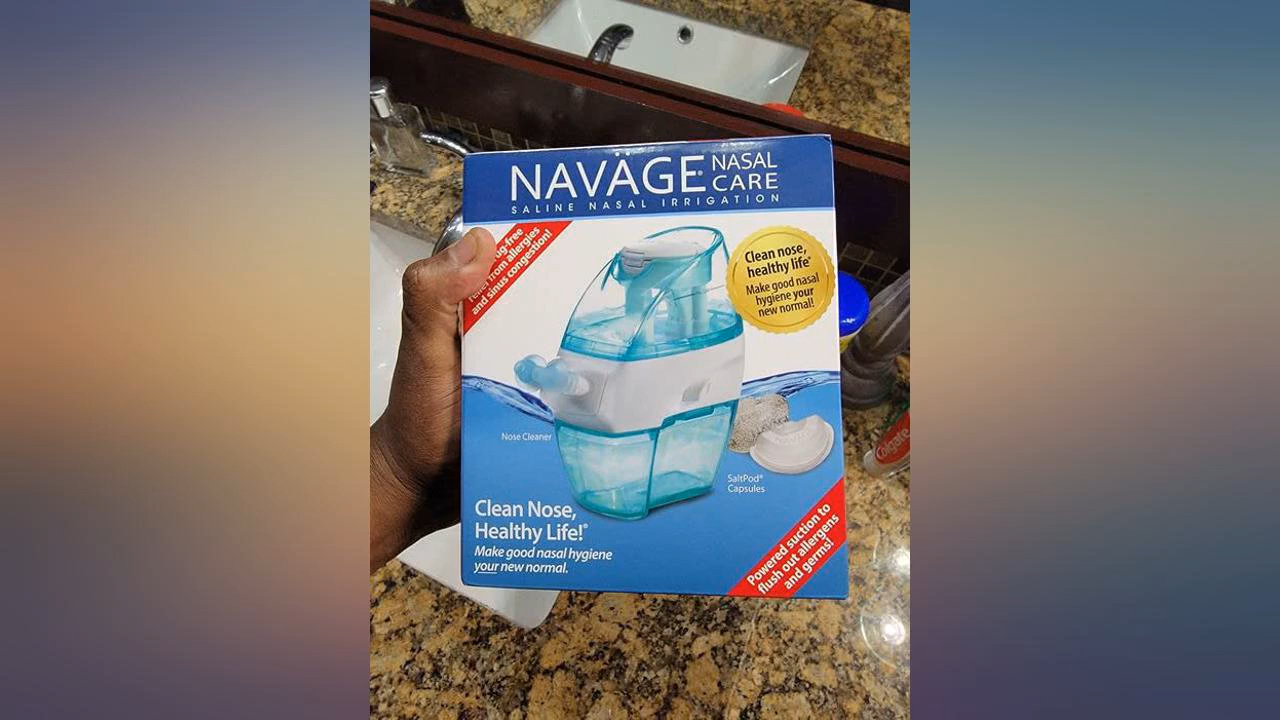 NAVÄGE® NASAL
CARE
SALINE NASAL IRRIGATION
from allergies
and sinus congestion!
Clean nose,
healthy life®
Make good nasal
hygiene your
new normal!
Nose Cleaner
SaltPod®
Capsules
Clean Nose,
Healthy Life!®
Make good nasal hygiene
your new normal.
Powered suction to
flush out allergens
and germs!
Colgate